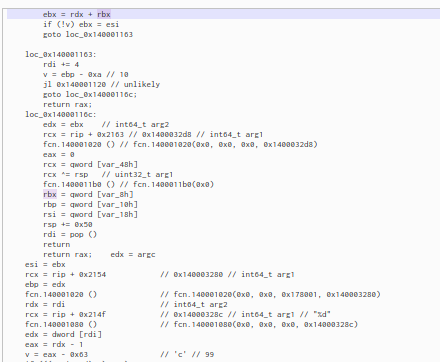 ebx = rdx + rbx
if (!v) ebx = esi
goto loc_0x140001163
loc_0x140001163:
rdi += 4
v = ebp - 0xa // 10
jl 0x140001120 // unlikely
goto loc_0x14000116c;
return rax;
loc_0x14000116c:
edx = ebx // int64_t arg2
rcx = rip + 0x2163 // 0x1400032d8 // int64_t arg1
fcn.140001020 () // fcn.140001020(0x0, 0x0, 0x0, 0x1400032d8)
eax = 0
rcx = qword [var_48h]
rcx ^= rsp // uint32_t arg1
fcn.1400011b0 () // fcn.1400011b0(0x0)
rbx = qword [var_8h]
rbp = qword [var_10h]
rsi = qword [var_18h]
rsp += 0x50
rdi = pop ()
return
return rax; edx = argc
esi = ebx
rcx = rip + 0x2154 // 0x140003280 // int64_t arg1
ebp = edx
fcn.140001020 () // fcn.140001020(0x0, 0x0, 0x178001, 0x140003280)
rdx = rdi // int64_t arg2
rcx = rip + 0x214f // 0x14000328c // int64_t arg1 // "%d"
fcn.140001080 () // fcn.140001080(0x0, 0x0, 0x0, 0x14000328c)
edx = dword [rdi]
eax = rdx - 1
v = eax - 0x63 // 'c' // 99